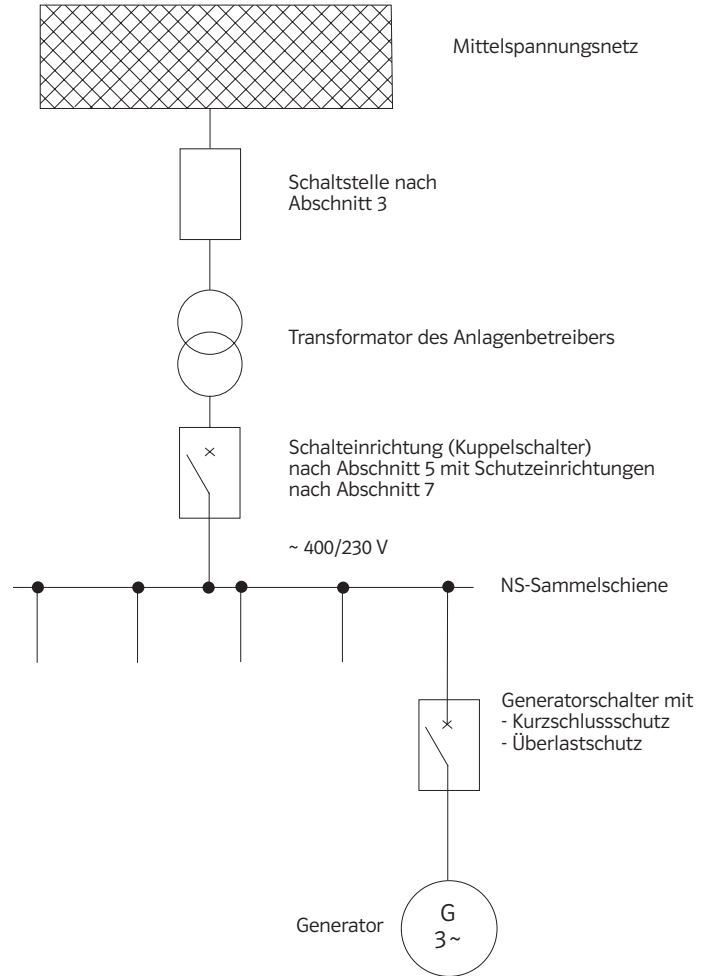 Mittelspannungsnetz
Schaltstelle nach
Abschnitt 3
Transformator des Anlagenbetreibers
Schalteinrichtung (Kuppelschalter)
nach Abschnitt 5 mit Schutzeinrichtungen
nach Abschnitt 7
~ 400/230 V
NS-Sammelschiene
Generatorschalter mit
- Kurzschlussschutz
- Überlastschutz
Generator
G
3~